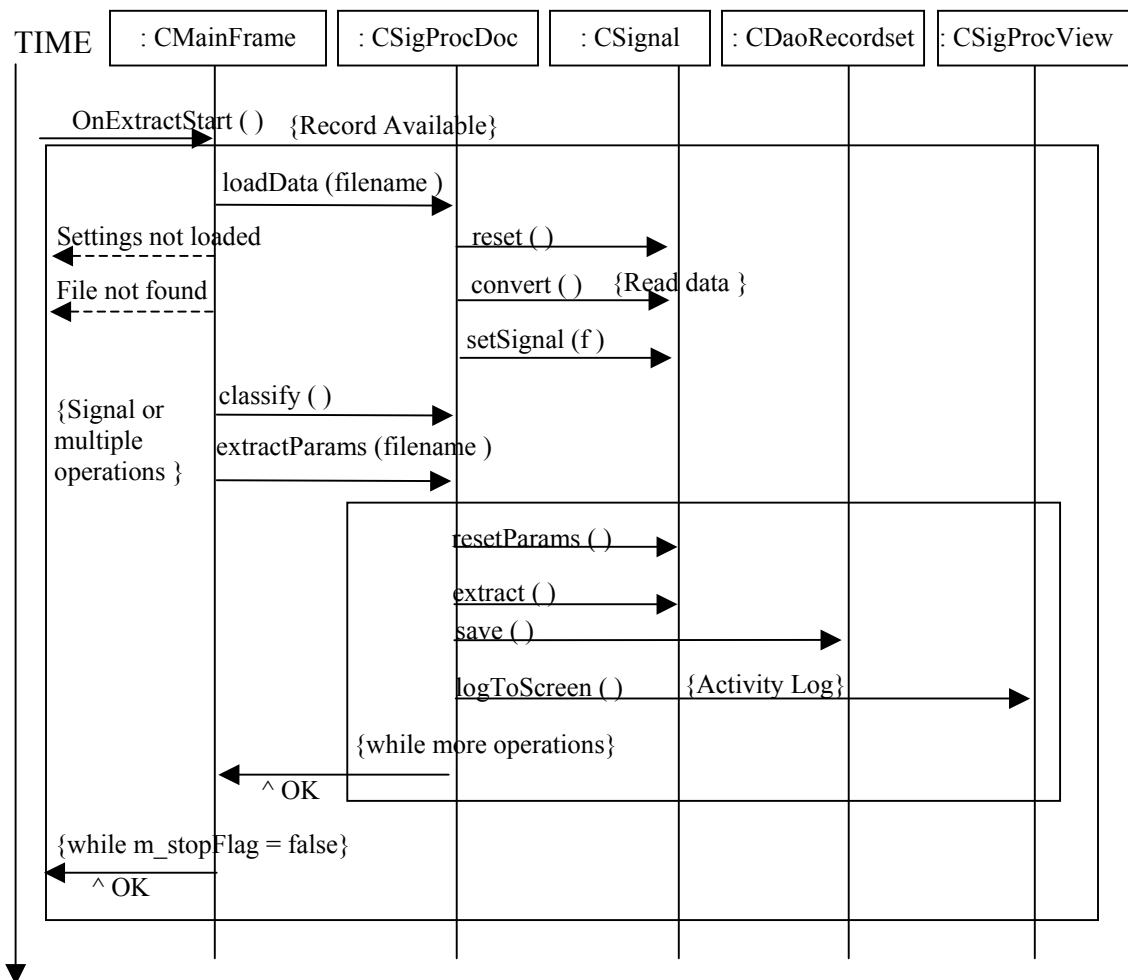 TIME
: CMainFrame
: CSigProcDoc
: CSignal
: CDaoRecordset
: CSigProcView
OnExtractStart ( )
{Record Available}
loadData (filename )
Settings not loaded
reset ( )
File not found
convert ( )
{Read data }
setSignal (f )
classify ( )
{Signal or
multiple
operations }
extractParams (filename )
resetParams ( )
extract ( )
save ( )
logToScreen ( )
{Activity Log}
{while more operations}
^ OK
{while m_stopFlag = false}
^ OK